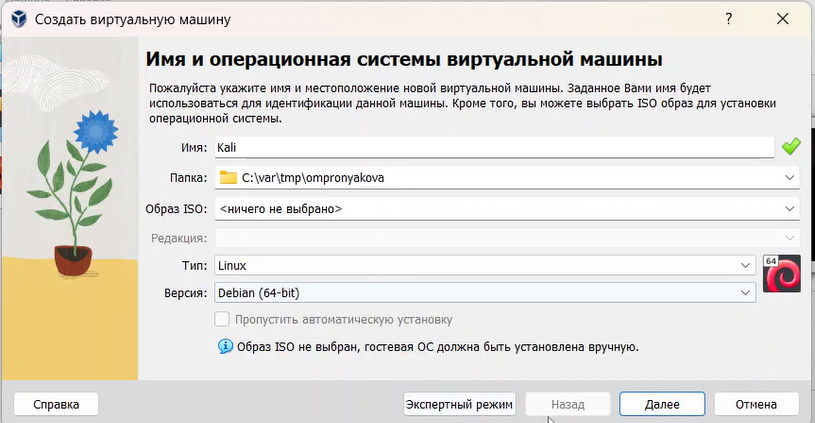 Создать виртуальную машину
?
Имя и операционная системы виртуальной машины
Пожалуйста укажите имя и местоположение новой виртуальной машины. Заданное Вами имя будет
использоваться для идентификации данной машины. Кроме того, вы можете выбрать ISO образ для установки
операционной системы.
Имя: Kali
Папка: C:\var\tmp\ompronyakova
Образ ISO: <ничего не выбрано>
Редакция:
Тип: Linux
64
Версия: Debian (64-bit)
Пропустить автоматическую установку
Образ ISO не выбран, гостевая ОС должна быть установлена вручную.
Справка Экспертный режим Назад Далее Отмена